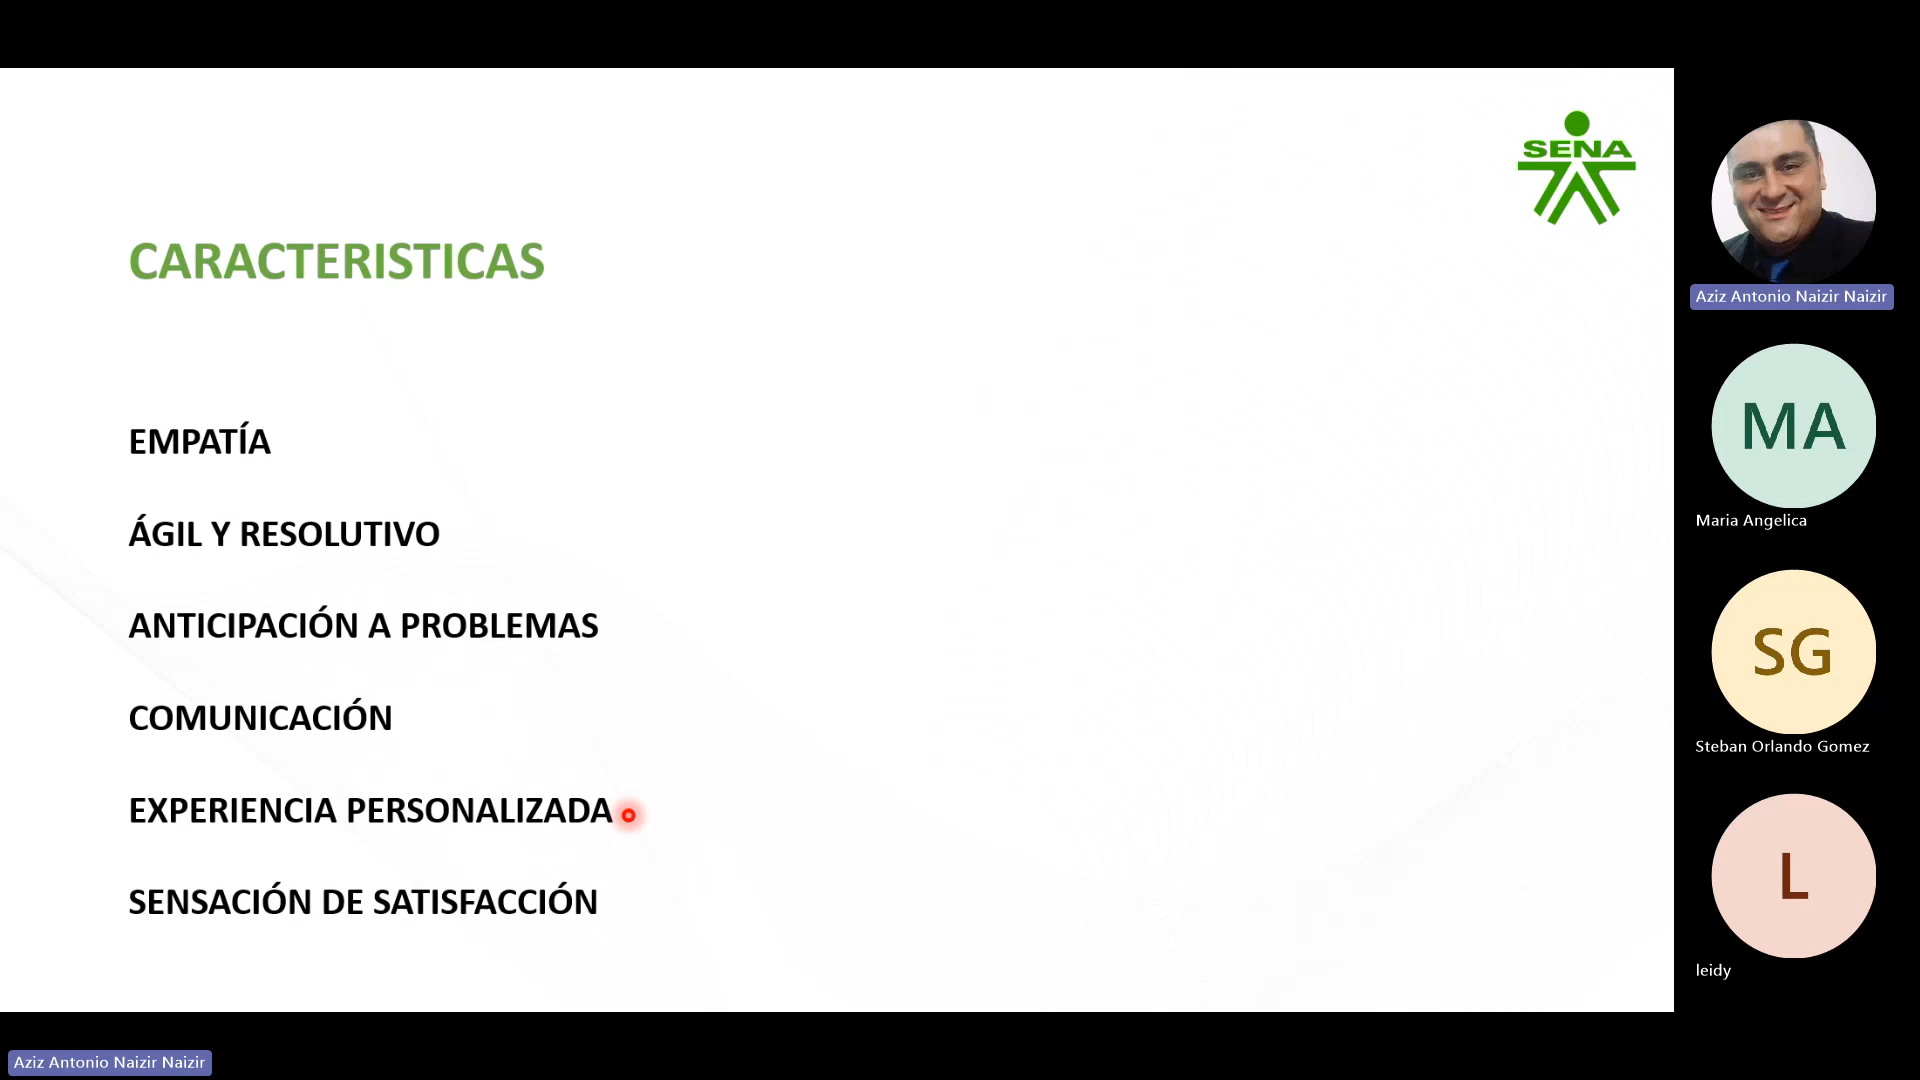 SENA
CARACTERISTICAS
EMPATÍA
ÁGIL Y RESOLUTIVO
ANTICIPACIÓN A PROBLEMAS
COMUNICACIÓN
EXPERIENCIA PERSONALIZADA
SENSACIÓN DE SATISFACCIÓN
Aziz Antonio Naizir Naizir
MA
Maria Angelica
SG
Steban Orlando Gomez
L
leidy
Aziz Antonio Naizir Naizir